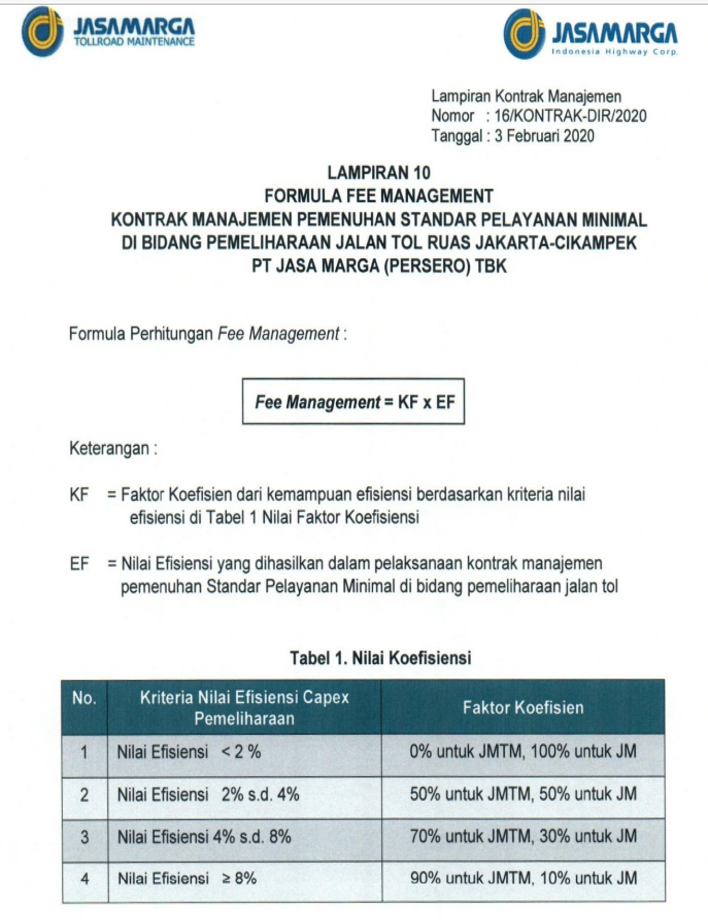 JASAMARGA
TOLLROAD MAINTENANCE
JASAMARGA
Indonesia Highway Corp.
Lampiran Kontrak Manajemen
Nomor : 16/KONTRAK-DIR/2020
Tanggal : 3 Februari 2020
LAMPIRAN 10
FORMULA FEE MANAGEMENT
KONTRAK MANAJEMEN PEMENUHAN STANDAR PELAYANAN MINIMAL
DI BIDANG PEMELIHARAAN JALAN TOL RUAS JAKARTA-CIKAMPEK
PT JASA MARGA (PERSERO) TBK
Formula Perhitungan Fee Management :
Fee Management = KF x EF
Keterangan :
KF = Faktor Koefisien dari kemampuan efisiensi berdasarkan kriteria nilai
efisiensi di Tabel 1 Nilai Faktor Koefisiensi
EF = Nilai Efisiensi yang dihasilkan dalam pelaksanaan kontrak manajemen
pemenuhan Standar Pelayanan Minimal di bidang pemeliharaan jalan tol
Tabel 1. Nilai Koefisiensi
No. Kriteria Nilai Efisiensi Capex Pemeliharaan Faktor Koefisien
1 Nilai Efisiensi < 2 % 0% untuk JMTM, 100% untuk JM
2 Nilai Efisiensi 2% s.d. 4% 50% untuk JMTM, 50% untuk JM
3 Nilai Efisiensi 4% s.d. 8% 70% untuk JMTM, 30% untuk JM
4 Nilai Efisiensi ≥ 8% 90% untuk JMTM, 10% untuk JM